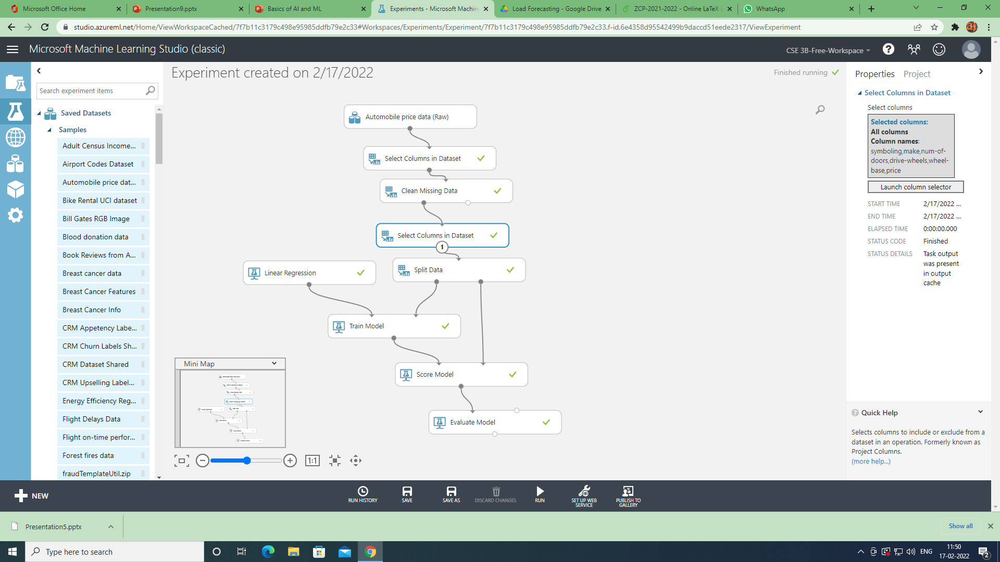 Microsoft Office Home
Presentation9.pptx
Basics of AI and ML
Experiments - Microsoft Machin
Load Forecasting - Google Drive
ZCP-2021-2022 - Online LaTeX E
WhatsApp
studio.azureml.net/Home/ViewWorkspaceCached/7f7b11c3179c498e95985ddfb79e2c33#Workspaces/Experiments/Experiment/7f7b11c3179c498e95985ddfb79e2c33.f-id.6e4358d95542499b9daccd51eede2317/ViewExperiment
Microsoft Machine Learning Studio (classic)
CSE 3B-Free-Workspace
Search experiment items
Saved Datasets
Samples
Adult Census Income...
Airport Codes Dataset
Automobile price dat...
Bike Rental UCI dataset
Bill Gates RGB Image
Blood donation data
Book Reviews from A...
Breast cancer data
Breast Cancer Features
Breast Cancer Info
CRM Appetency Labe...
CRM Churn Labels Sh...
CRM Dataset Shared
CRM Upselling Label...
Energy Efficiency Reg...
Flight Delays Data
Flight on-time perfor...
Forest fires data
fraudTemplateUtil.zip
Experiment created on 2/17/2022
Finished running
Automobile price data (Raw)
Select Columns in Dataset
Clean Missing Data
Select Columns in Dataset
1
Linear Regression
Split Data
Train Model
Score Model
Evaluate Model
Mini Map
1:1
Properties
Project
Select Columns in Dataset
Select columns
Selected columns:
All columns
Column names:
symboling,make,num-of-
doors,drive-wheels,wheel-
base,price
Launch column selector
START TIME 2/17/2022 ...
END TIME 2/17/2022 ...
ELAPSED TIME 0:00:00.000
STATUS CODE Finished
STATUS DETAILS Task output
was present
in output
cache
Quick Help
Selects columns to include or exclude from a
dataset in an operation. Formerly known as
Project Columns.
(more help...)
NEW
RUN HISTORY
SAVE
SAVE AS
DISCARD CHANGES
RUN
SET UP WEB
SERVICE
PUBLISH TO
GALLERY
Presentation5.pptx
Show all
Type here to search
ENG
11:50
17-02-2022
2